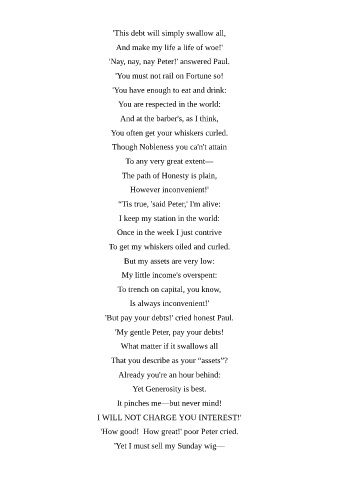 'This debt will simply swallow all,
And make my life a life of woe!'
'Nay, nay, nay Peter!' answered Paul.
'You must not rail on Fortune so!
'You have enough to eat and drink:
You are respected in the world:
And at the barber's, as I think,
You often get your whiskers curled.
Though Nobleness you ca'n't attain
To any very great extent—
The path of Honesty is plain,
However inconvenient!'
“'Tis true, 'said Peter,' I'm alive:
I keep my station in the world:
Once in the week I just contrive
To get my whiskers oiled and curled.
But my assets are very low:
My little income's overspent:
To trench on capital, you know,
Is always inconvenient!'
'But pay your debts!' cried honest Paul.
'My gentle Peter, pay your debts!
What matter if it swallows all
That you describe as your “assets”?
Already you're an hour behind:
Yet Generosity is best.
It pinches me—but never mind!
I WILL NOT CHARGE YOU INTEREST!'
'How good!  How great!' poor Peter cried.
'Yet I must sell my Sunday wig—